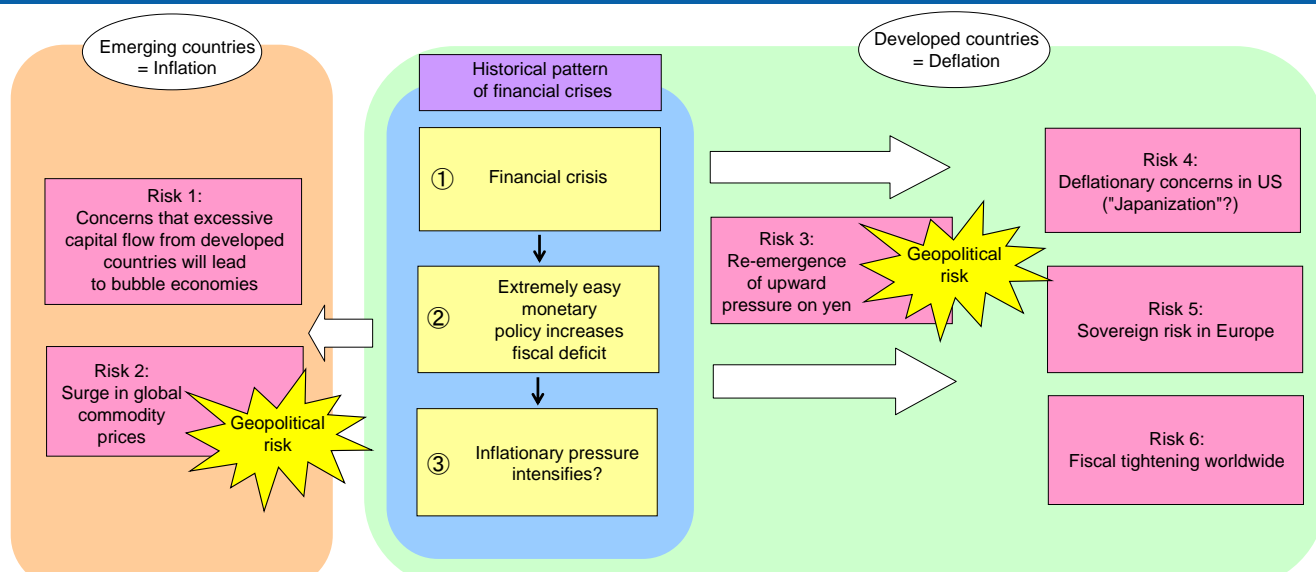 Emerging countries
= Inflation
Risk 1:
Concerns that excessive
capital flow from developed
countries will lead
to bubble economies
Risk 2:
Surge in global
commodity
prices
Geopolitical
risk
Historical pattern
of financial crises
① Financial crisis
Extremely easy
monetary
② policy increases
fiscal deficit
③ Inflationary pressure
intensifies?
Developed countries
= Deflation
Risk 3:
Re-emergence
of upward
pressure on yen
Geopolitical
risk
Risk 4:
Deflationary concerns in US
("Japanization"?)
Risk 5:
Sovereign risk in Europe
Risk 6:
Fiscal tightening worldwide